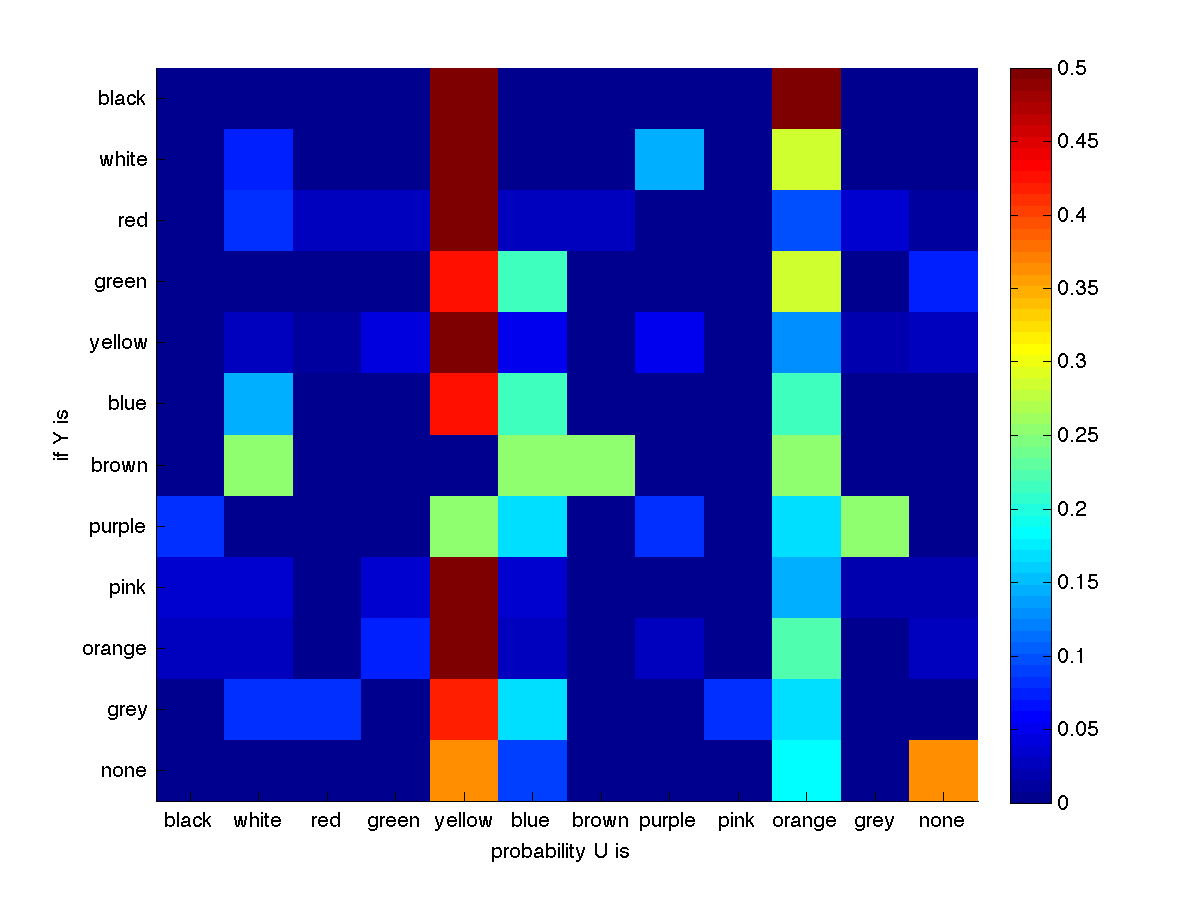 black
white
red
green
yellow
blue
brown
purple
pink
orange
grey
none
if Y is
black white red green yellow blue brown purple pink orange grey none
probability U is
0.5
0.45
0.4
0.35
0.3
0.25
0.2
0.15
0.1
0.05
0